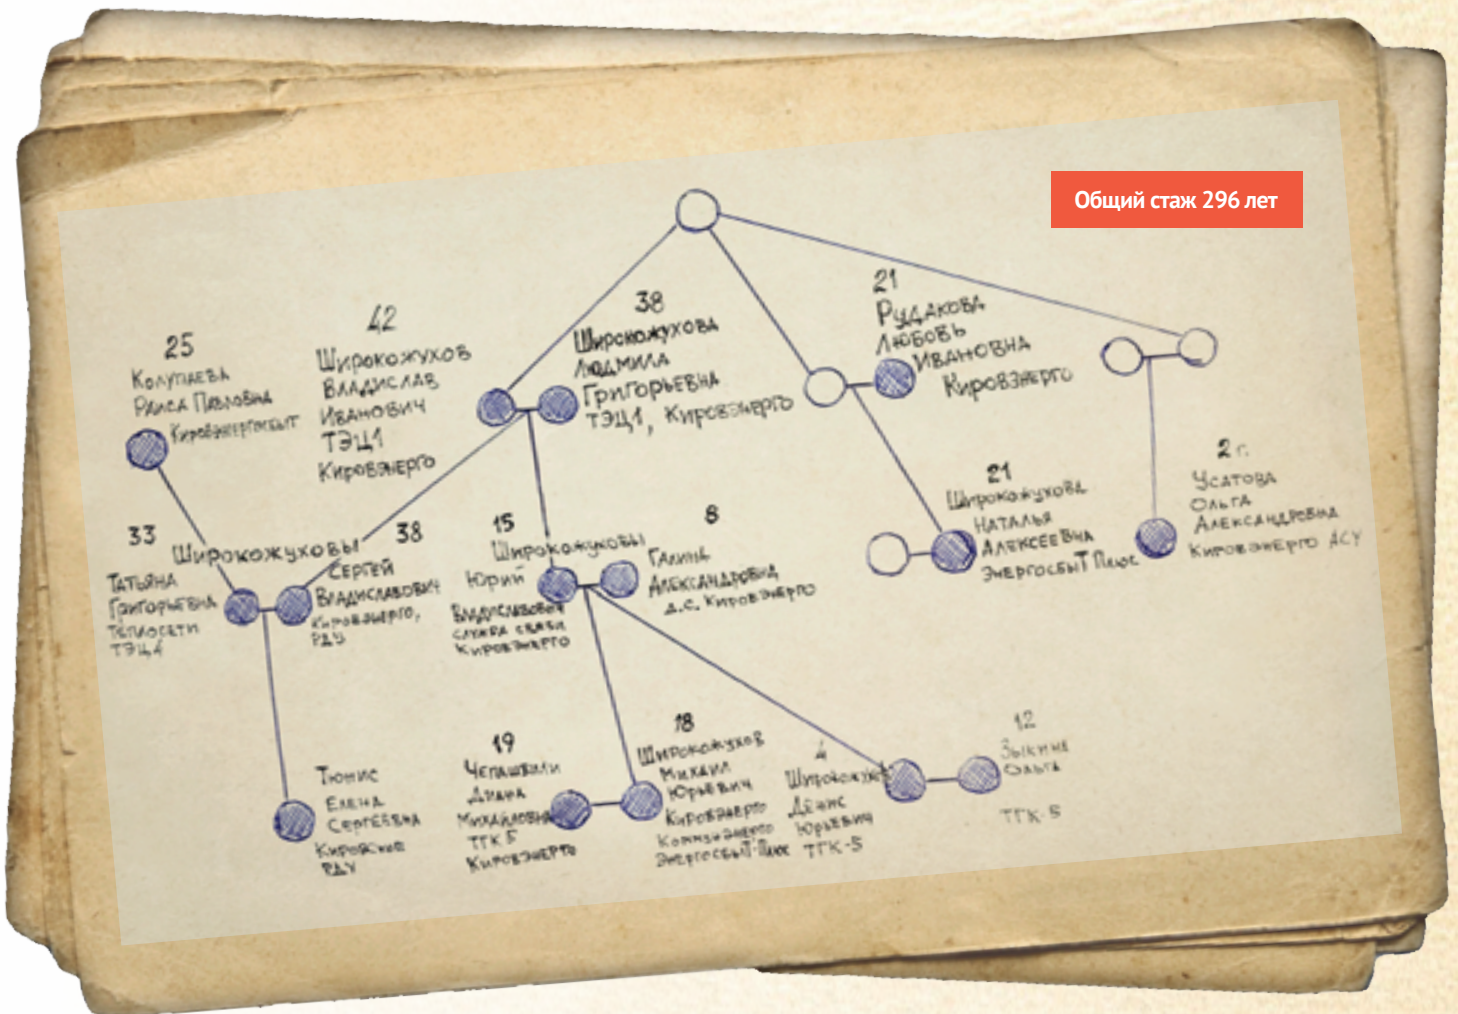 Общий стаж 296 лет
25
Колупаева
Раиса Павловна
Кировэнергосбыт
42
Широкожухов
Владислав
Иванович
ТЭЦ1
Кировэнерго
38
Широкожухова
Людмила
Григорьевна
ТЭЦ1, Кировэнерго
21
Рудакова
Любовь
Ивановна
Кировэнерго
33
Широкожуховы
Татьяна
Григорьевна
Теплосети
38
Сергей
Владиславович
Кировэнерго,
РДУ
15
Широкожуховы
Юрий
Владиславович
служба связи
Кировэнерго
8
Галина
Александровна
д.с. Кировэнерго
21
Широкожухова
Наталья
Алексеевна
ЭнергосбыТ Плюс
2 г.
Усатова
Ольга
Александровна
Кировэнерго АСУ
Тюнис
Елена
Сергеевна
Кировское
РДУ
19
Чепашвили
Диана
Михайловна
ТГК 5
Кировэнерго
18
Широкожухов
Михаил
Юрьевич
Кировэнерго
Коммунэнерго
ЭнергосбыТ Плюс
4
Широкожухов
Денис
Юрьевич
ТГК-5
12
Зыкина
Ольга
ТГК-5